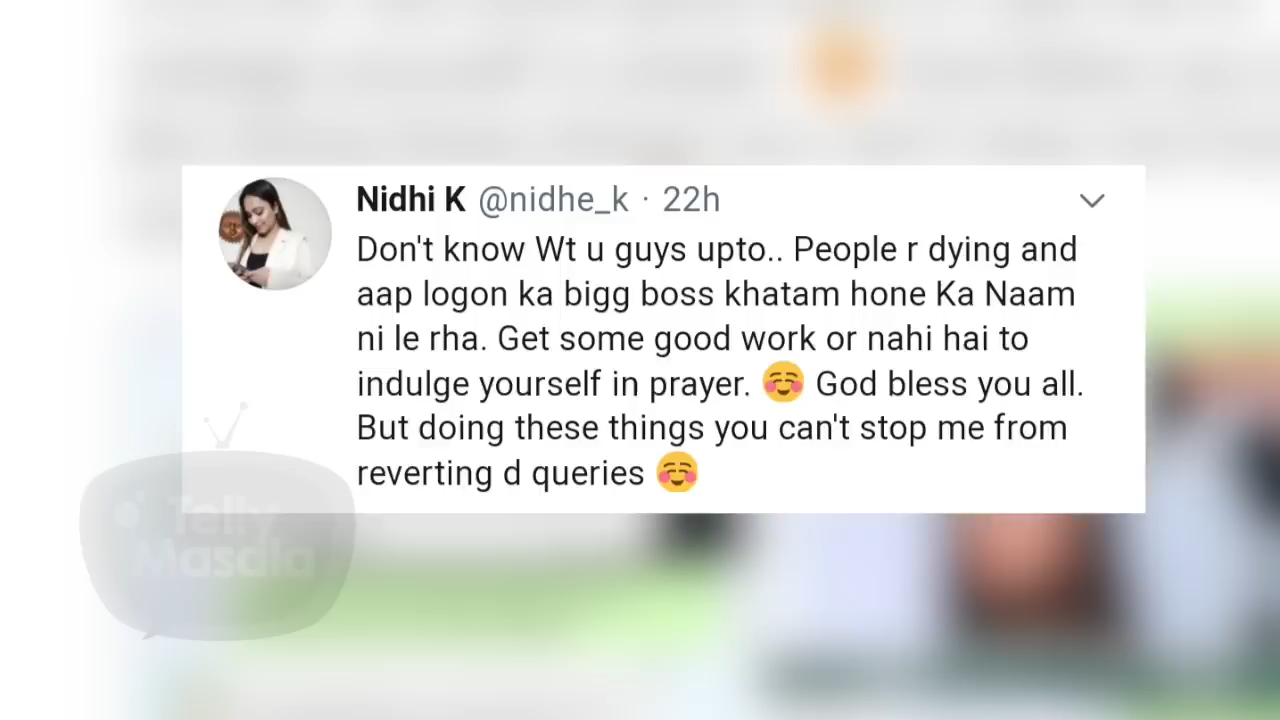 Nidhi K @nidhe_k · 22h
Don't know Wt u guys upto.. People r dying and
aap logon ka bigg boss khatam hone Ka Naam
ni le rha. Get some good work or nahi hai to
indulge yourself in prayer. ☺️ God bless you all.
But doing these things you can't stop me from
reverting d queries ☺️
Telly
Masala